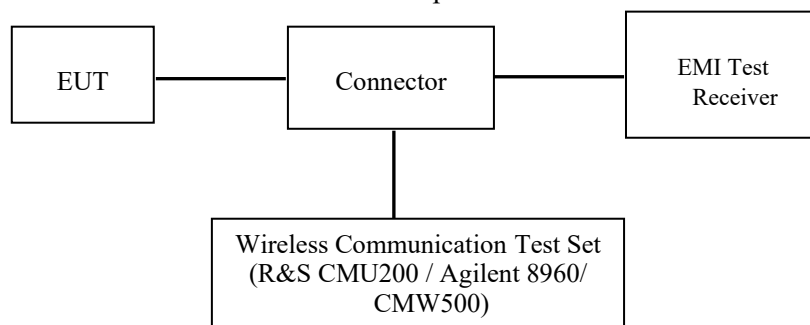 EUT
Connector
EMI Test
Receiver
Wireless Communication Test Set
(R&S CMU200 / Agilent 8960/
CMW500)